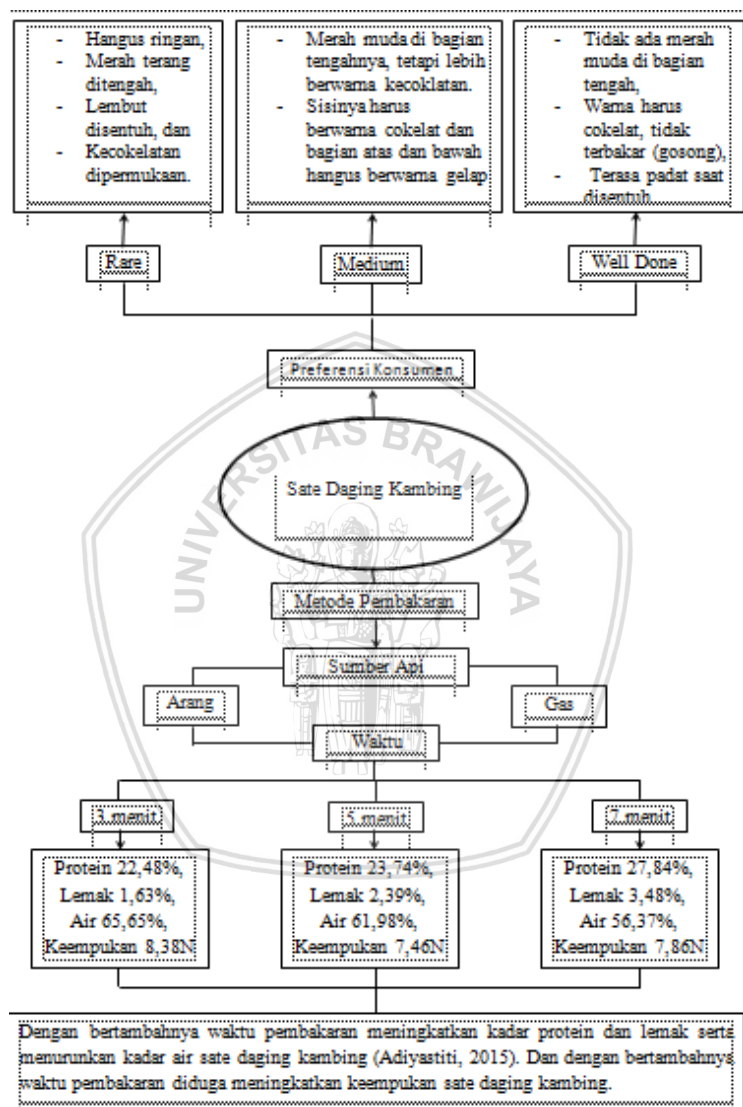 - Hangus ringan,
- Merah terang
ditengah,
- Lembut
disentuh, dan
- Kecokelatan
dipermukaan.
- Merah muda di bagian
tengahnya, tetapi lebih
berwarna kecoklatan.
- Sisinya harus
berwarna cokelat dan
bagian atas dan bawah
hangus berwarna gelap
- Tidak ada merah
muda di bagian
tengah,
- Warna harus
cokelat, tidak
terbakar (gosong),
- Terasa padat saat
disentuh
Rare
Medium
Well Done
Preferensi Konsumen
UNIVERSITAS BRAWIJAYA
Sate Daging Kambing
Metode Pembakaran
Sumber Api
Arang
Gas
Waktu
3 menit
5 menit
7 menit
Protein 22,48%,
Lemak 1,63%,
Air 65,65%,
Keempukan 8,38N
Protein 23,74%,
Lemak 2,39%,
Air 61,98%,
Keempukan 7,46N
Protein 27,84%,
Lemak 3,48%,
Air 56,37%,
Keempukan 7,86N
Dengan bertambahnya waktu pembakaran meningkatkan kadar protein dan lemak serta
menurunkan kadar air sate daging kambing (Adiyastiti, 2015). Dan dengan bertambahnya
waktu pembakaran diduga meningkatkan keempukan sate daging kambing.